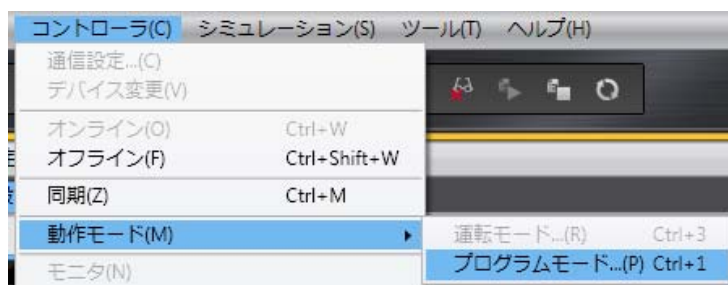 コントローラ(C) シミュレーション(S) ツール(T) ヘルプ(H)
通信設定...(C)
デバイス変更(V)
オンライン(O) Ctrl+W
オフライン(F) Ctrl+Shift+W
同期(Z) Ctrl+M
動作モード(M)
運転モード...(R) Ctrl+3
プログラムモード...(P) Ctrl+1
モニタ(N)